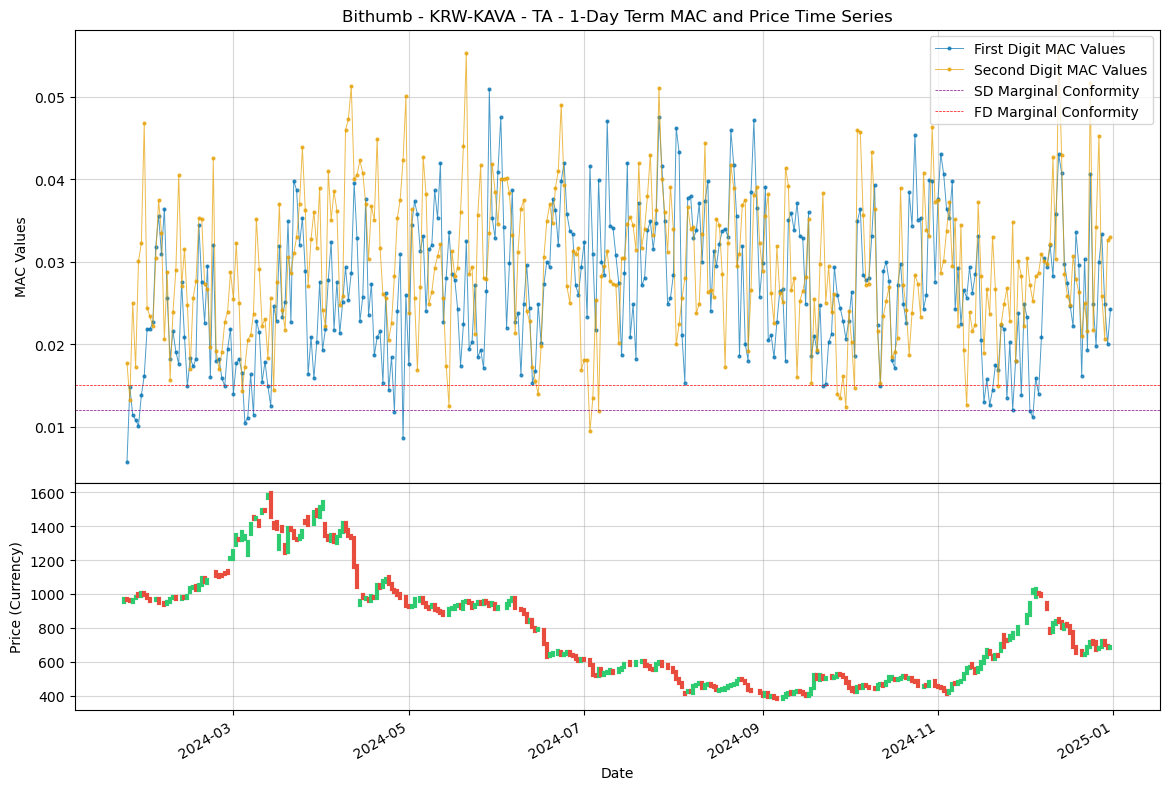 Bithumb - KRW-KAVA - TA - 1-Day Term MAC and Price Time Series
First Digit MAC Values
Second Digit MAC Values
SD Marginal Conformity
FD Marginal Conformity
MAC Values
0.05
0.04
0.03
0.02
0.01
Price (Currency)
1600
1400
1200
1000
800
600
400
2024-03
2024-05
2024-07
2024-09
2024-11
2025-01
Date